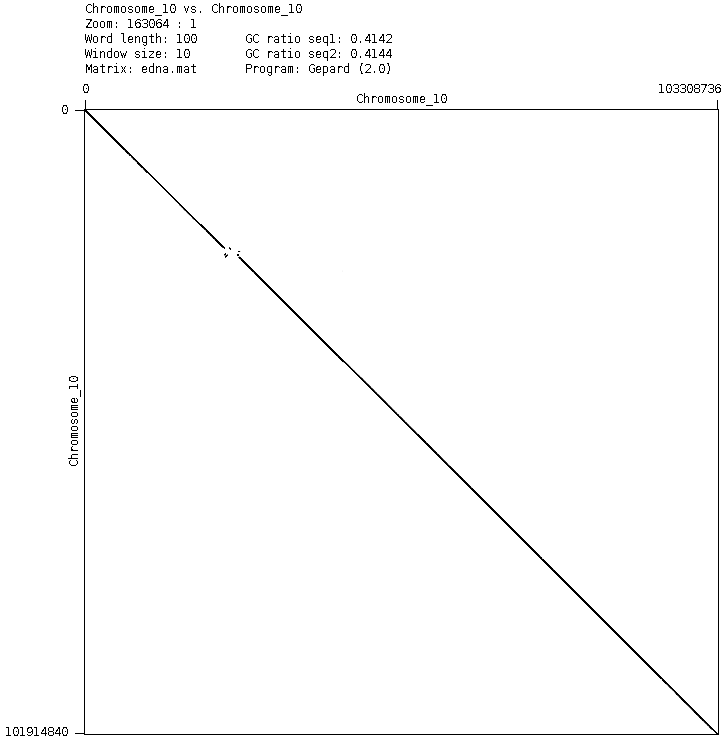 Chromosome_10 vs. Chromosome_10
Zoom: 163064 : 1
Word length: 100 GC ratio seq1: 0.4142
Window size: 10 GC ratio seq2: 0.4144
Matrix: edna.mat Program: Gepard (2.0)
0 103308736
Chromosome_10
0
Chromosome_10
101914840